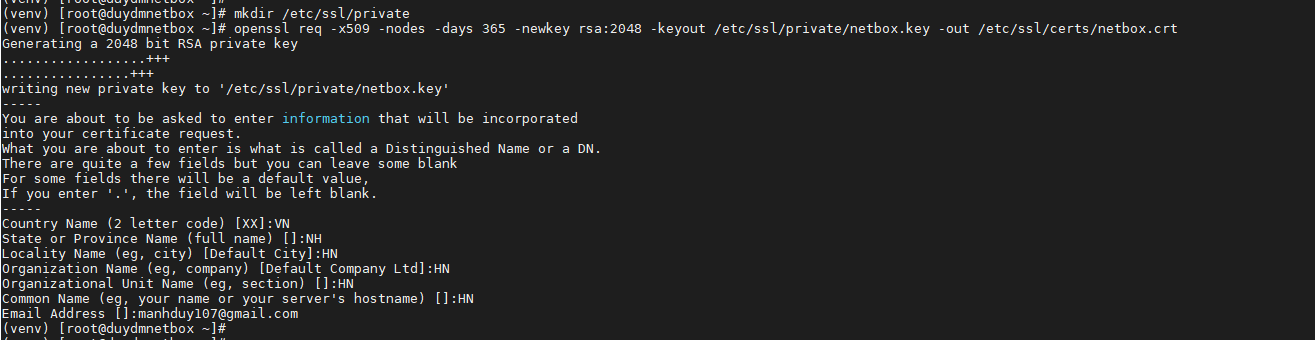 (venv) [root@duydmnetbox ~]# mkdir /etc/ssl/private
(venv) [root@duydmnetbox ~]# openssl req -x509 -nodes -days 365 -newkey rsa:2048 -keyout /etc/ssl/private/netbox.key -out /etc/ssl/certs/netbox.crt
Generating a 2048 bit RSA private key
..................+++
................+++
writing new private key to '/etc/ssl/private/netbox.key'
-----
You are about to be asked to enter information that will be incorporated
into your certificate request.
What you are about to enter is what is called a Distinguished Name or a DN.
There are quite a few fields but you can leave some blank
For some fields there will be a default value,
If you enter '.', the field will be left blank.
-----
Country Name (2 letter code) [XX]:VN
State or Province Name (full name) []:NH
Locality Name (eg, city) [Default City]:HN
Organization Name (eg, company) [Default Company Ltd]:HN
Organizational Unit Name (eg, section) []:HN
Common Name (eg, your name or your server's hostname) []:HN
Email Address []:manhduy107@gmail.com
(venv) [root@duydmnetbox ~]#